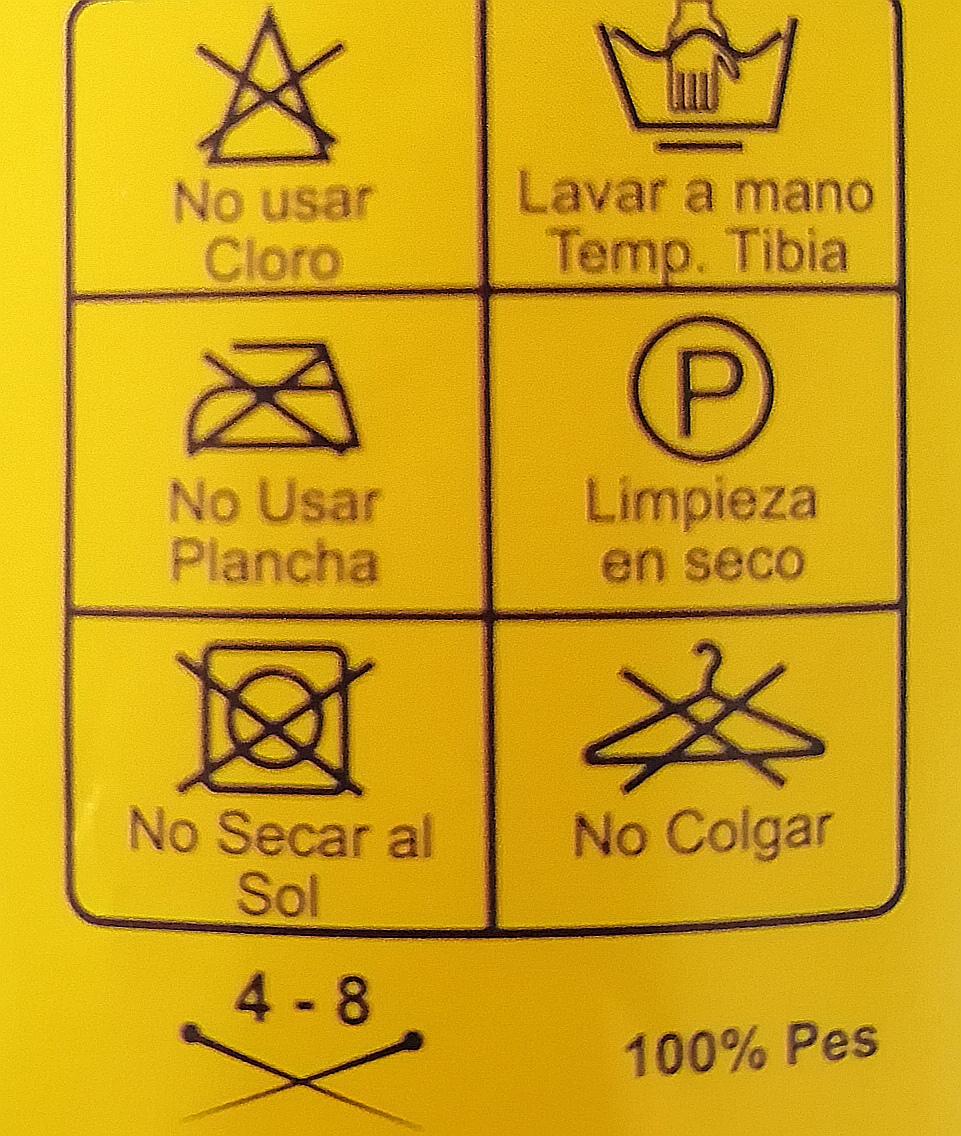 No usar
Cloro
Lavar a mano
Temp. Tibia
No Usar
Plancha
P
Limpieza
en seco
No Secar al
Sol
No Colgar
4 - 8
100% Pes